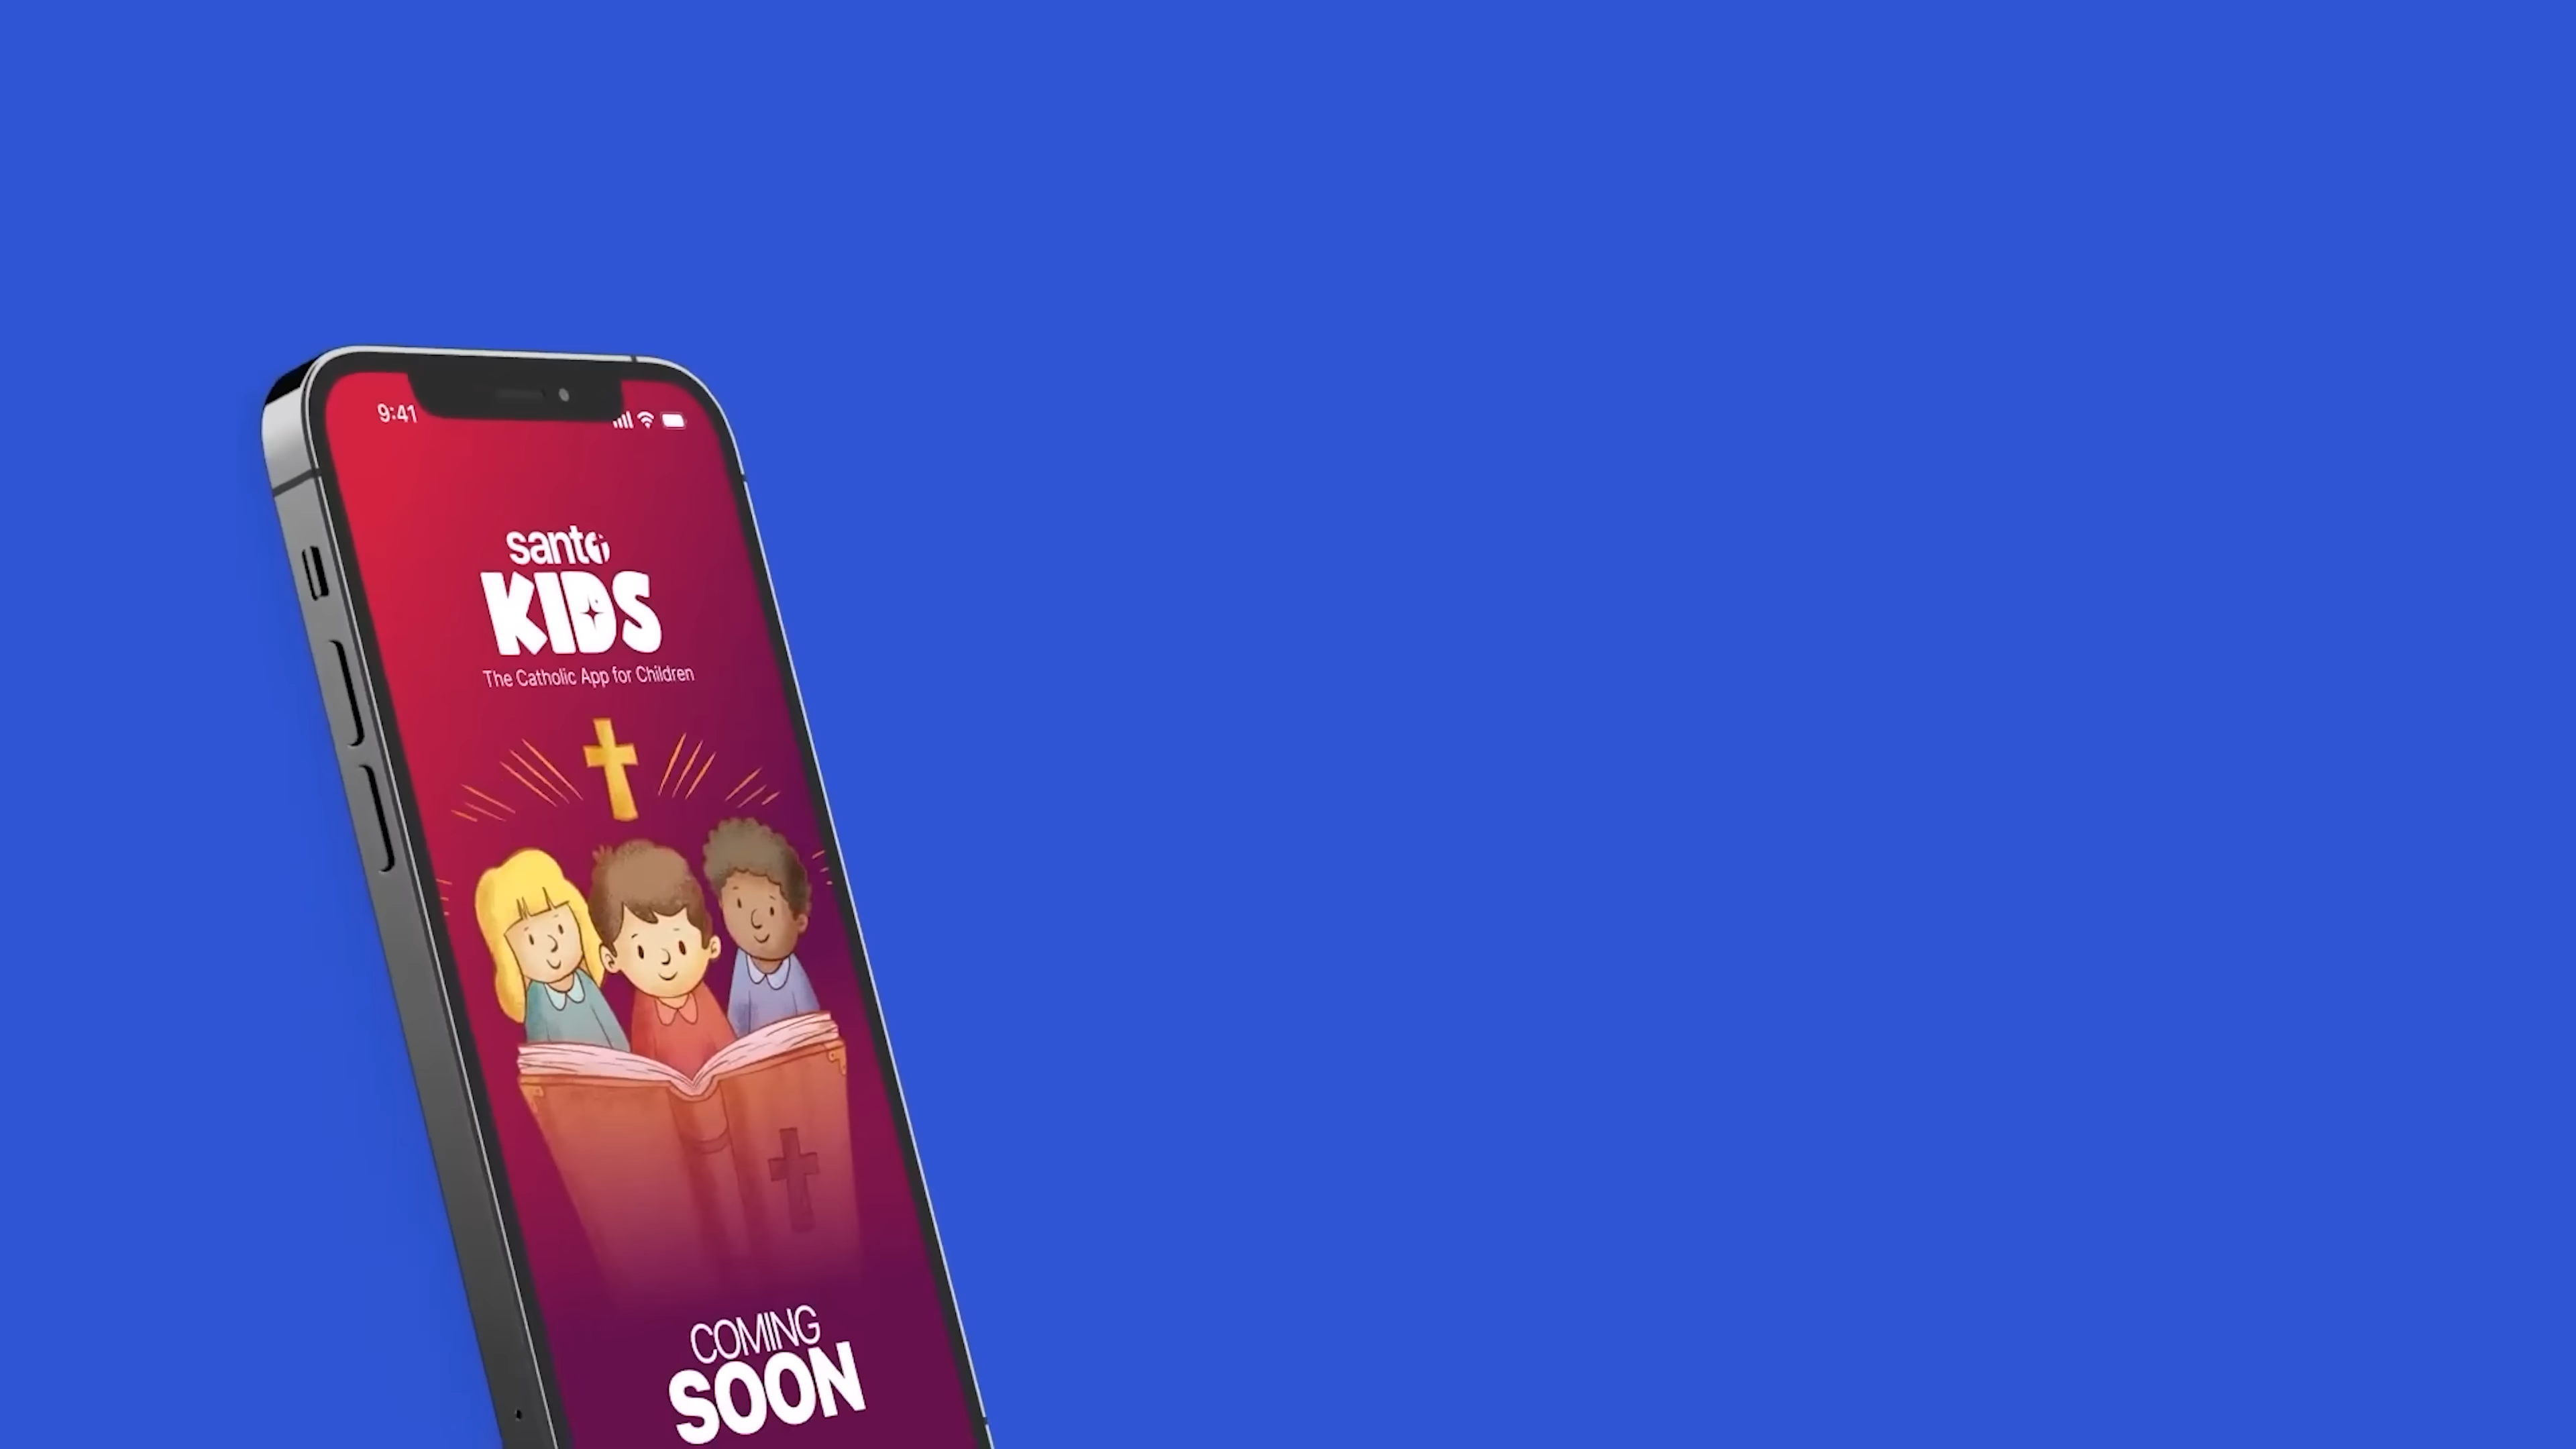 9:41
santo
KIDS
The Catholic App for Children
COMING
SOON